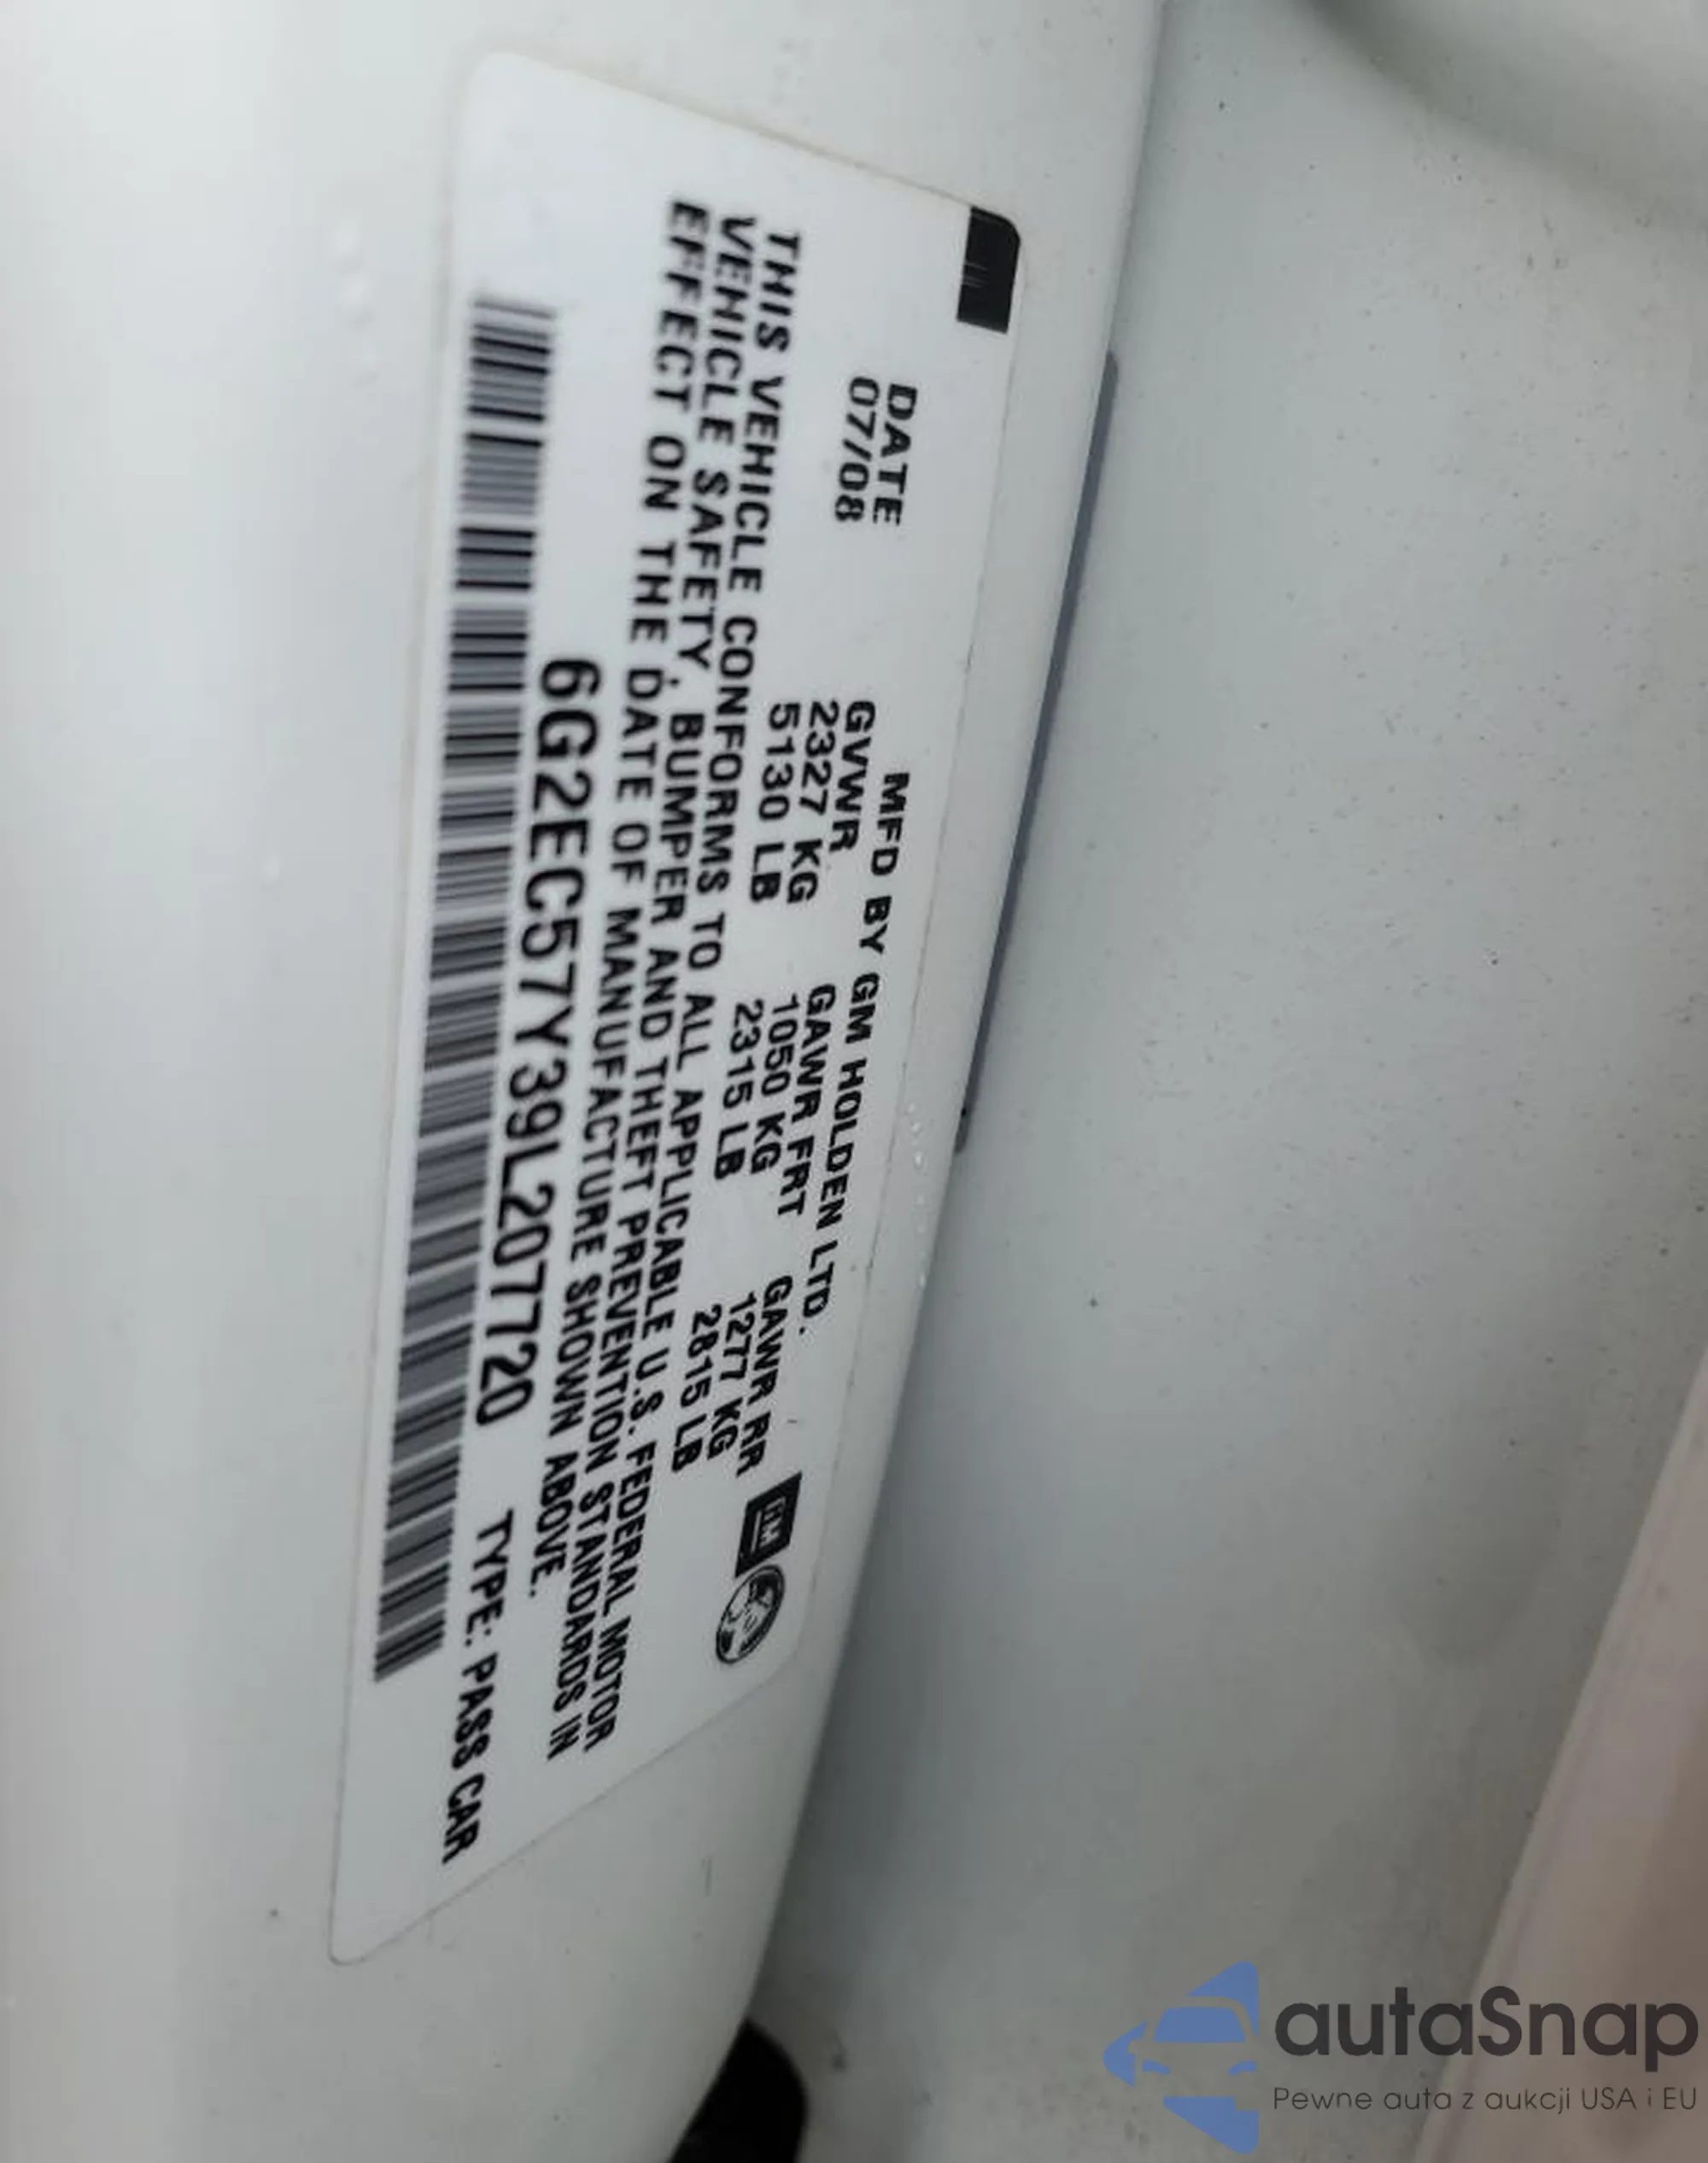 MFD BY GM HOLDEN LTD.
DATE GVWR GAWR FRT GAWR RR
07/08 2327 KG 1050 KG 1277 KG
5130 LB 2315 LB 2815 LB
GM
THIS VEHICLE CONFORMS TO ALL APPLICABLE U.S. FEDERAL MOTOR
VEHICLE SAFETY, BUMPER AND THEFT PREVENTION STANDARDS IN
EFFECT ON THE DATE OF MANUFACTURE SHOWN ABOVE.
6G2EC57Y39L207720 TYPE: PASS CAR
autaSnap
Pewne auta z aukcji USA i EU